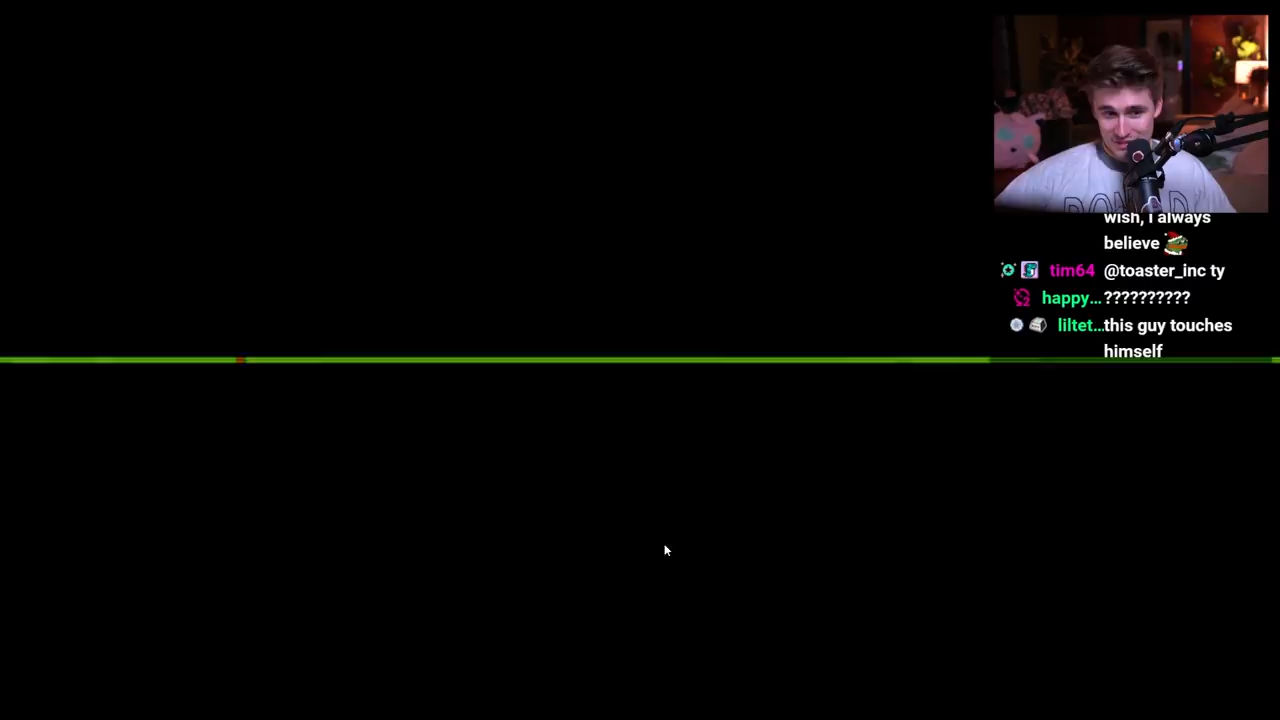 wish, I always
believe
tim64 @toaster_inc ty
happy… ??????????
liltet… this guy touches
himself